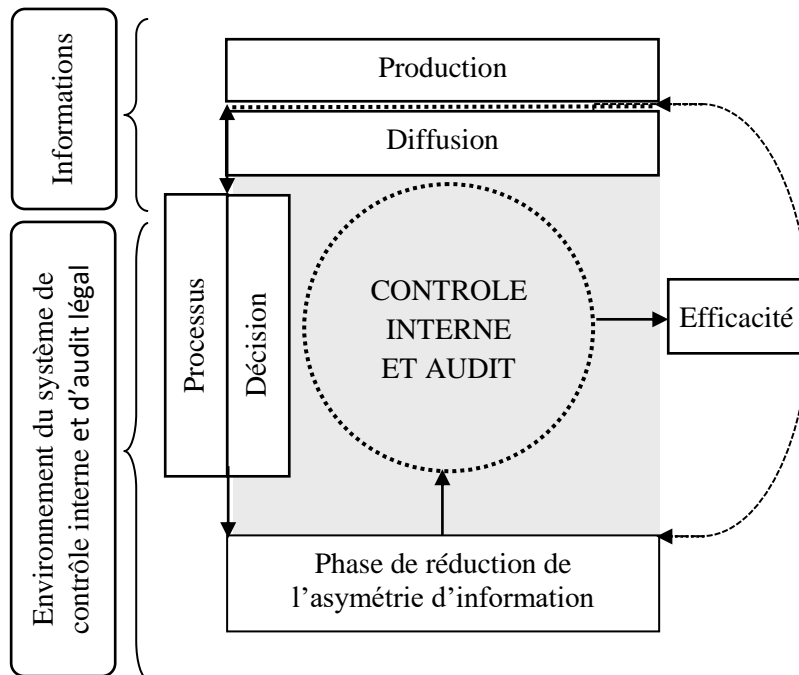 Informations
Production
Diffusion
Environnement du système de
contrôle interne et d'audit légal
Processus
Décision
CONTROLE
INTERNE
ET AUDIT
Efficacité
Phase de réduction de
l'asymétrie d'information